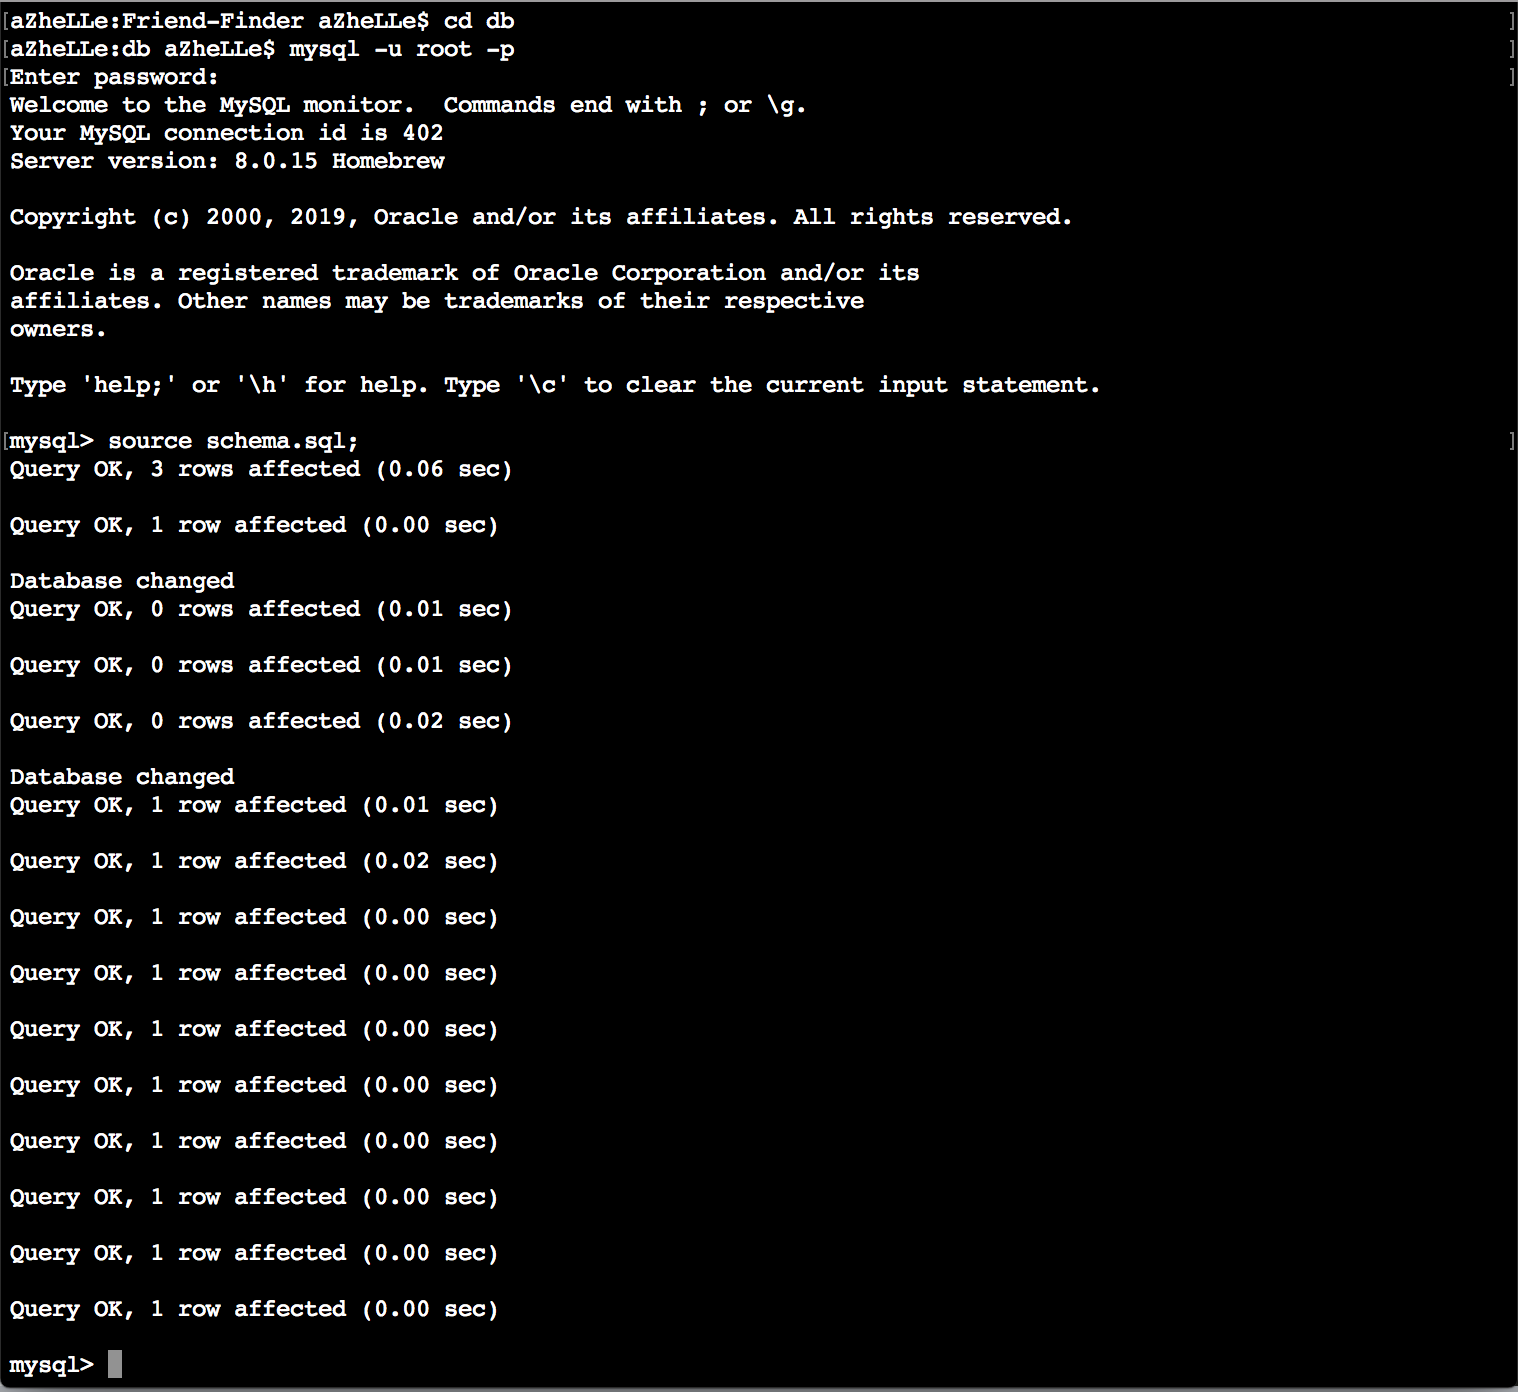 [aZheLLe:Friend-Finder aZheLLe$ cd db ]
[aZheLLe:db aZheLLe$ mysql -u root -p ]
[Enter password: ]
Welcome to the MySQL monitor.  Commands end with ; or \g.
Your MySQL connection id is 402
Server version: 8.0.15 Homebrew
Copyright (c) 2000, 2019, Oracle and/or its affiliates. All rights reserved.
Oracle is a registered trademark of Oracle Corporation and/or its
affiliates. Other names may be trademarks of their respective
owners.
Type 'help;' or '\h' for help. Type '\c' to clear the current input statement.
[mysql> source schema.sql; ]
Query OK, 3 rows affected (0.06 sec)
Query OK, 1 row affected (0.00 sec)
Database changed
Query OK, 0 rows affected (0.01 sec)
Query OK, 0 rows affected (0.01 sec)
Query OK, 0 rows affected (0.02 sec)
Database changed
Query OK, 1 row affected (0.01 sec)
Query OK, 1 row affected (0.02 sec)
Query OK, 1 row affected (0.00 sec)
Query OK, 1 row affected (0.00 sec)
Query OK, 1 row affected (0.00 sec)
Query OK, 1 row affected (0.00 sec)
Query OK, 1 row affected (0.00 sec)
Query OK, 1 row affected (0.00 sec)
Query OK, 1 row affected (0.00 sec)
Query OK, 1 row affected (0.00 sec)
mysql>